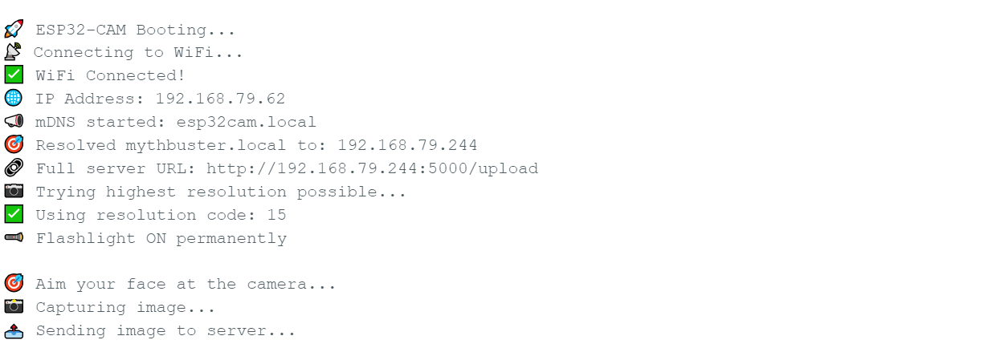 🚀 ESP32-CAM Booting...
📡 Connecting to WiFi...
✅ WiFi Connected!
🌐 IP Address: 192.168.79.62
📢 mDNS started: esp32cam.local
🎯 Resolved mythbuster.local to: 192.168.79.244
🔗 Full server URL: http://192.168.79.244:5000/upload
📷 Trying highest resolution possible...
✅ Using resolution code: 15
🔦 Flashlight ON permanently
🎯 Aim your face at the camera...
📸 Capturing image...
📤 Sending image to server...